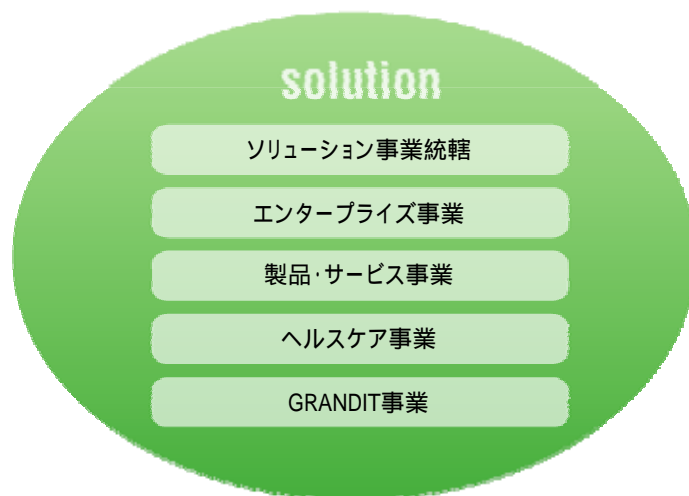 solution
ソリューション事業統轄
エンタープライズ事業
製品・サービス事業
ヘルスケア事業
GRANDIT事業